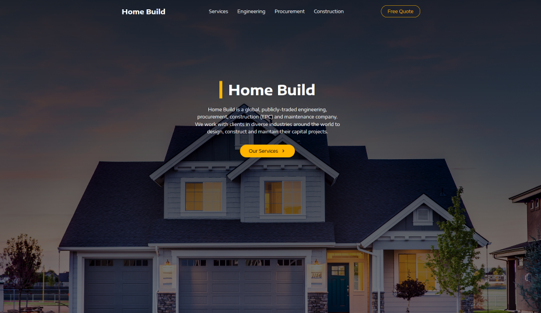 Home Build
Services Engineering Procurement Construction
Free Quote
Home Build
Home Build is a global, publicly-traded engineering,
procurement, construction (EPC) and maintenance company.
We work with clients in diverse industries around the world to
design, construct and maintain their capital projects.
Our Services